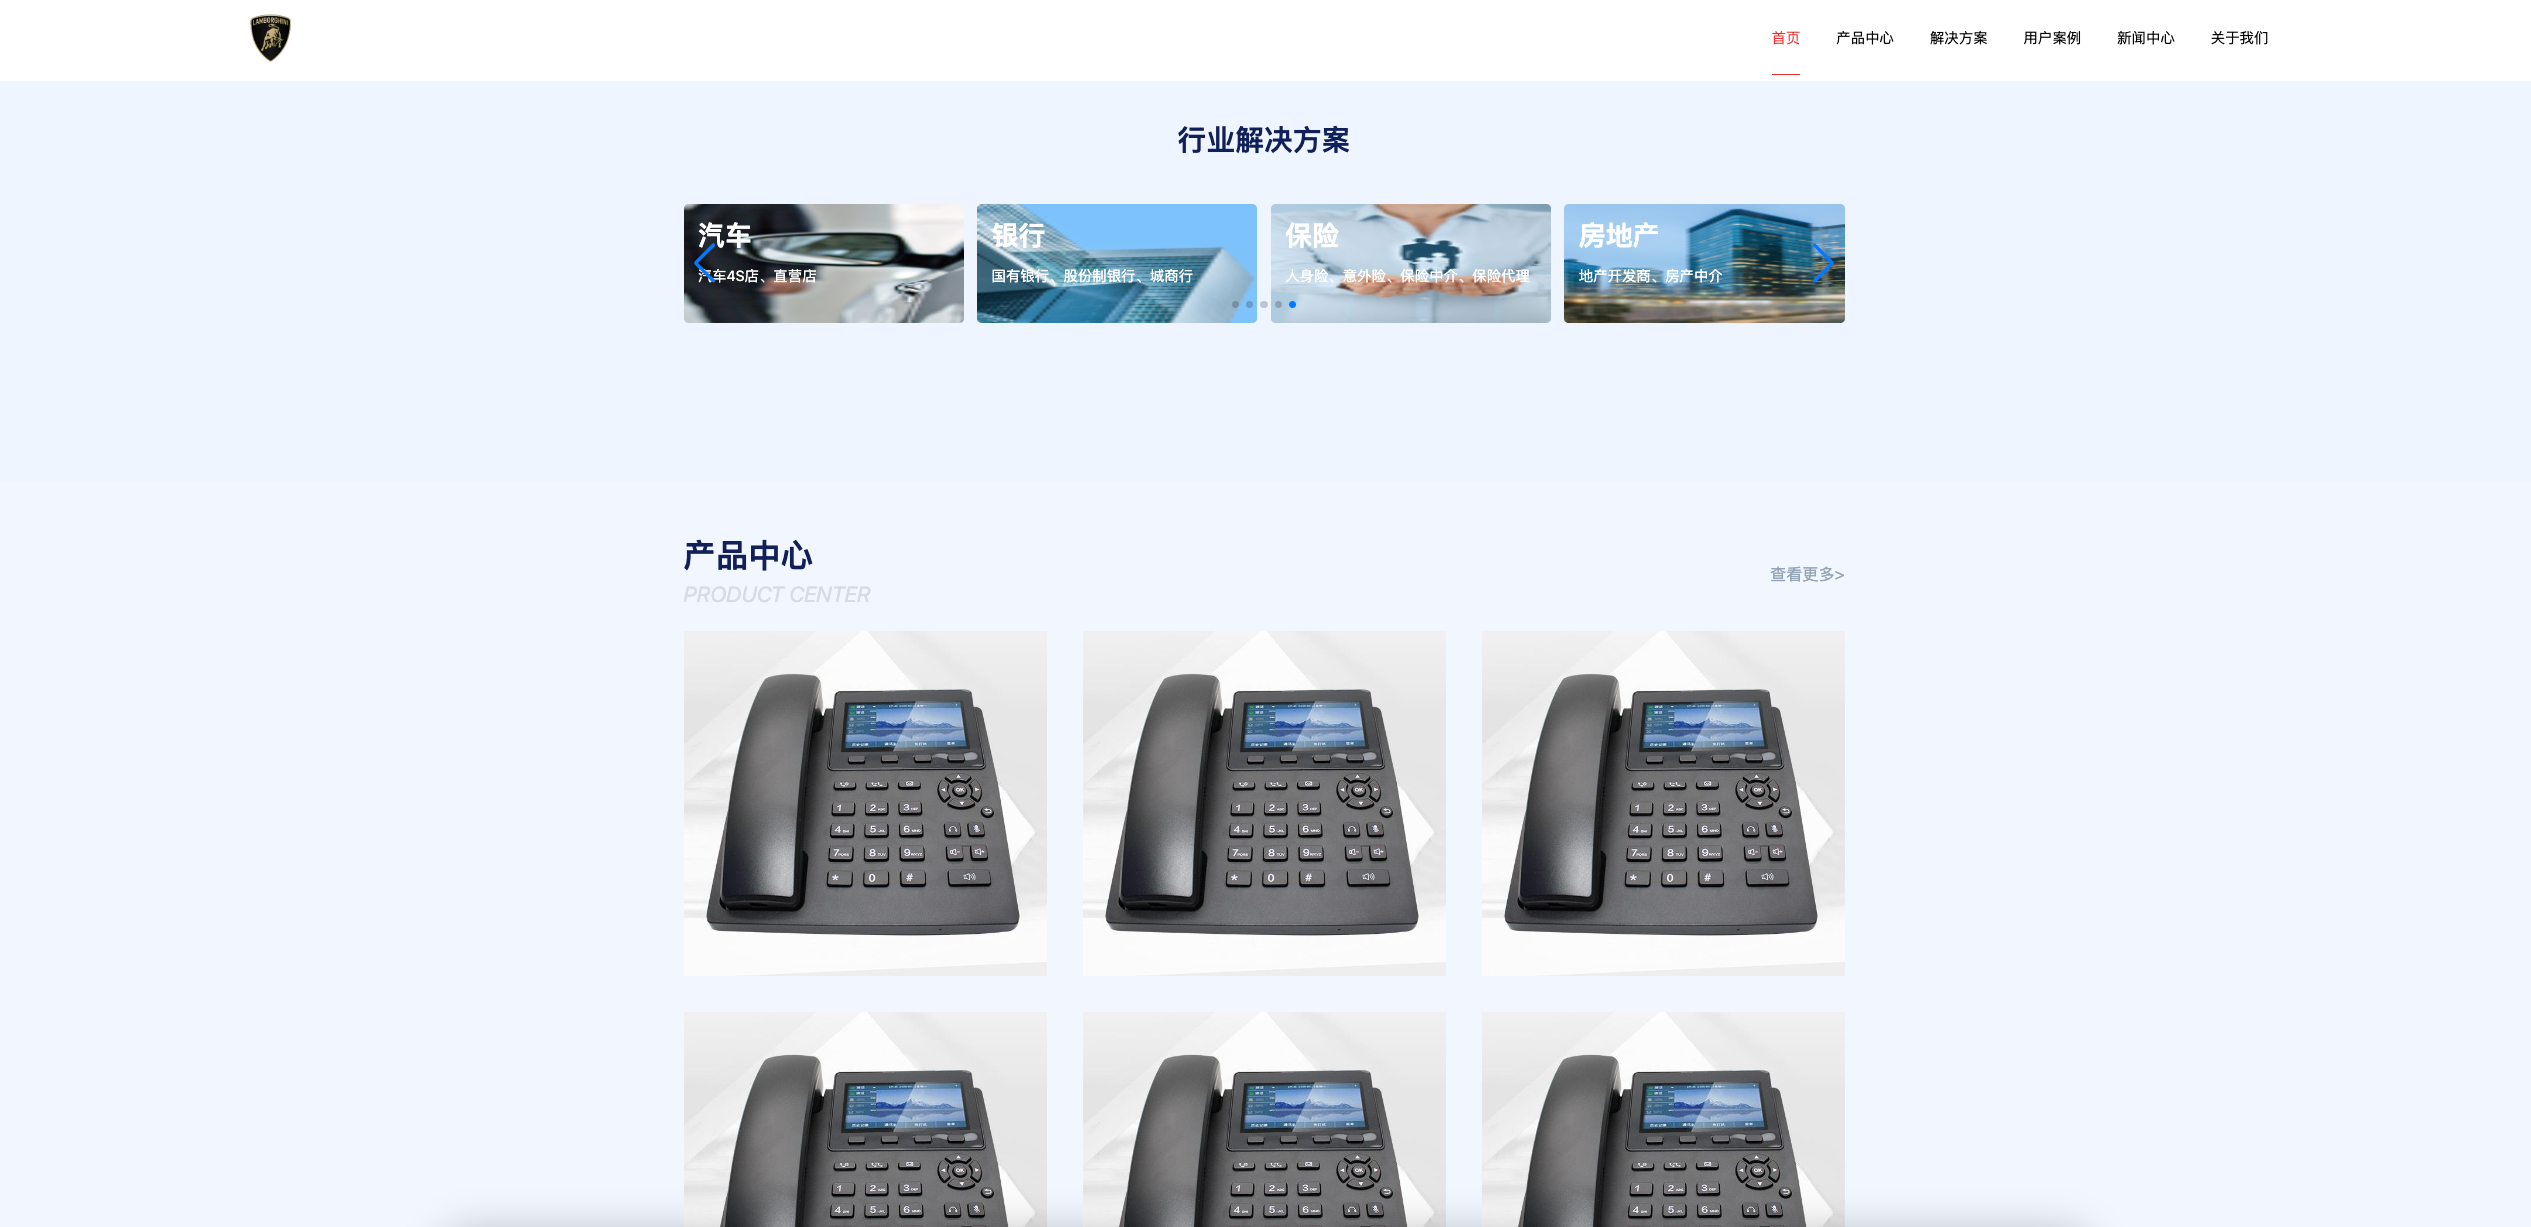 LAMBORGHINI
首页 产品中心 解决方案 用户案例 新闻中心 关于我们
行业解决方案
汽车 银行 保险 房地产
汽车4S店、直营店 国有银行、股份制银行、城商行 人身险、意外险、保险中介、保险代理 地产开发商、房产中介
产品中心
查看更多>
PRODUCT CENTER
OK OK OK
1 2 3 1 2 3 1 2 3
4 5 6 4 5 6 4 5 6
7 8 9 7 8 9 7 8 9
* 0 # * 0 # * 0 #
OK OK OK
1 2 3 1 2 3 1 2 3
4 5 6 4 5 6 4 5 6